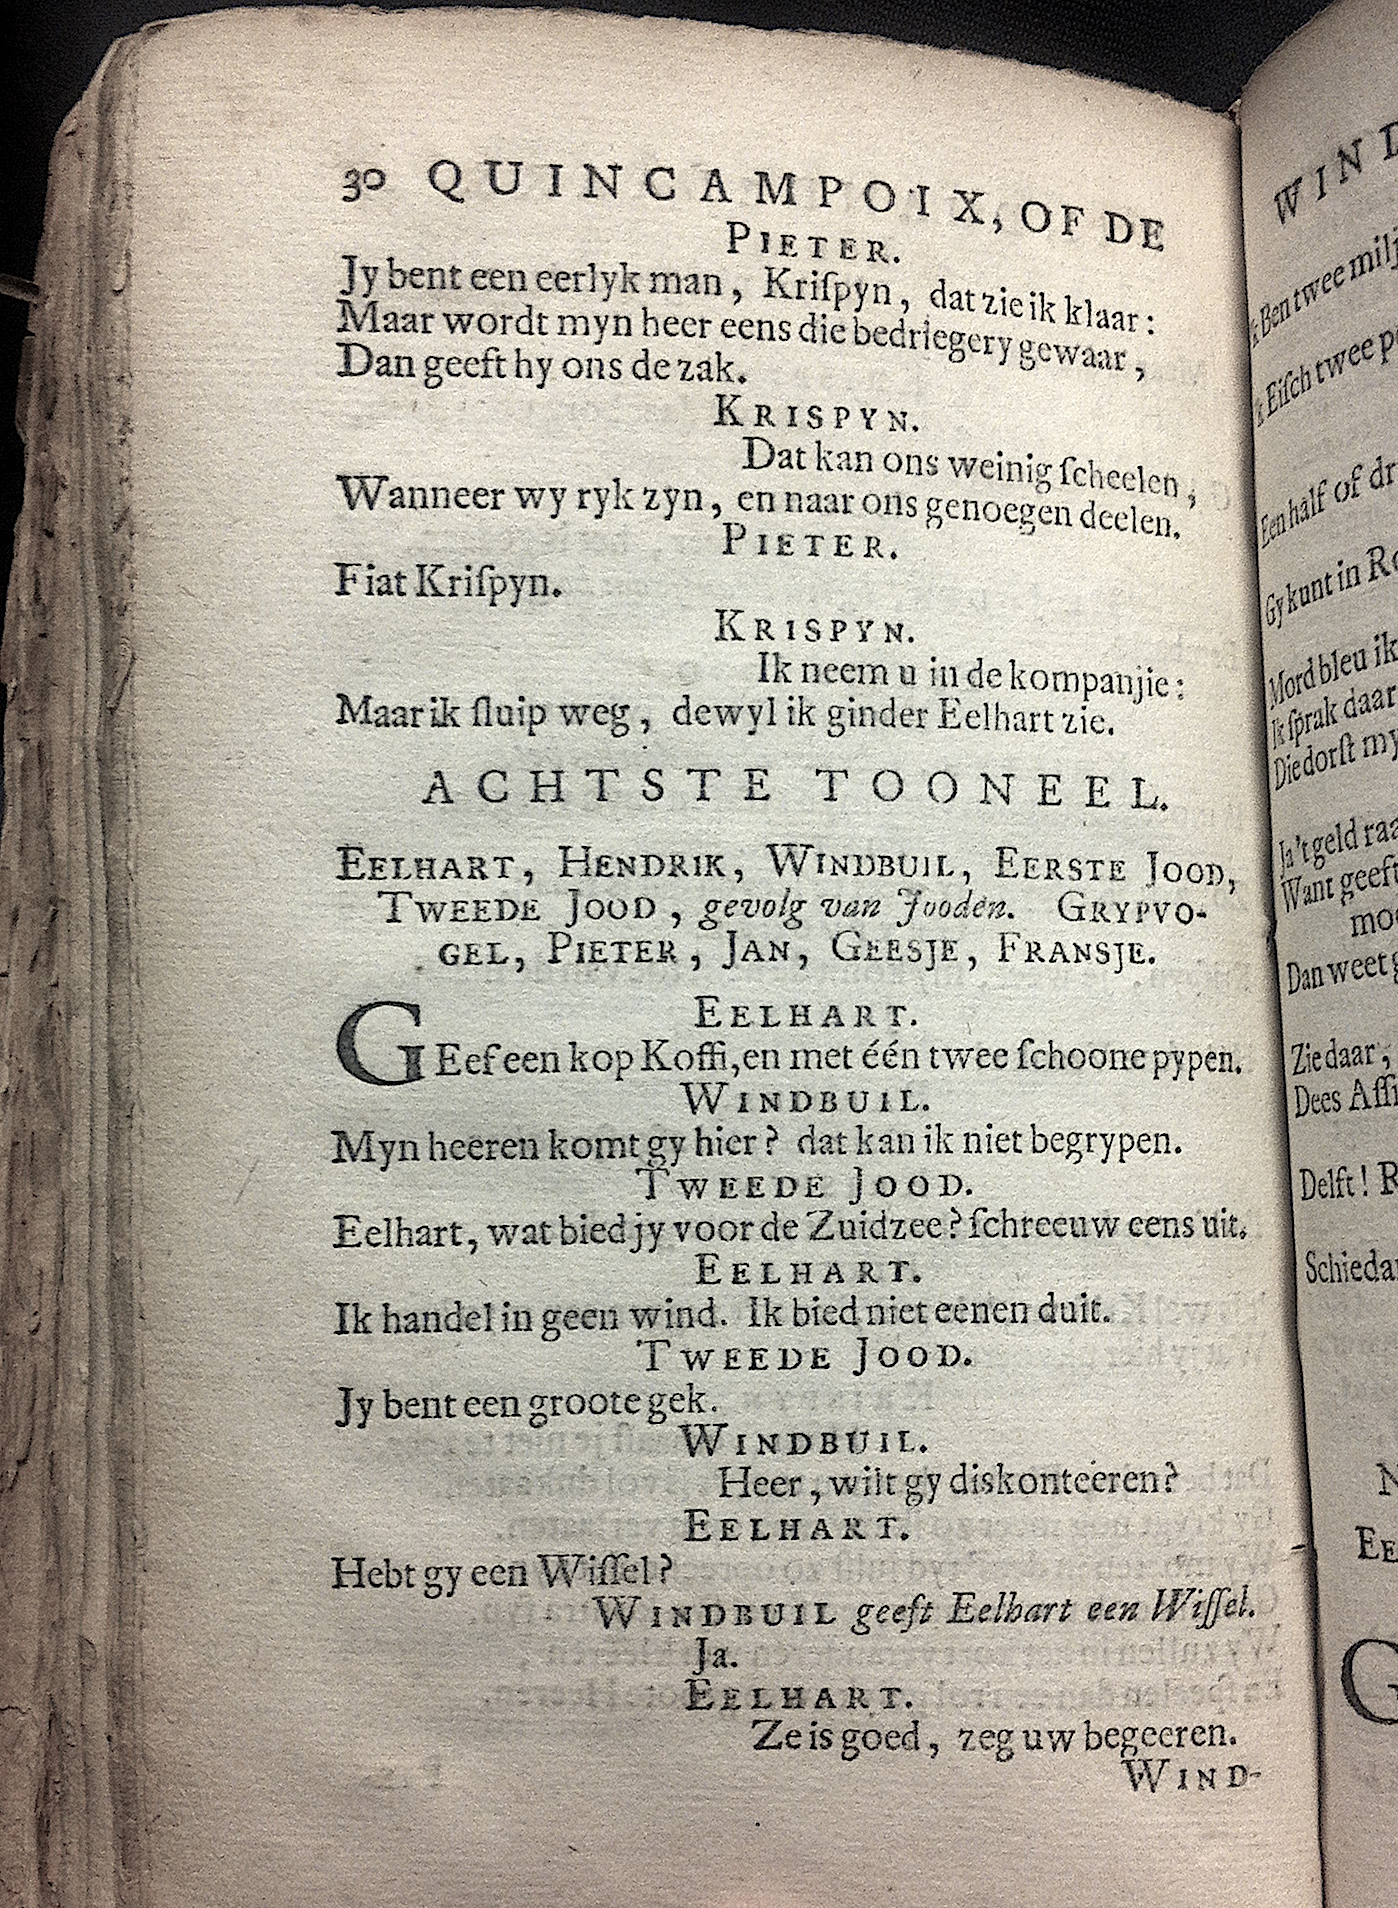 30 QUINCAMPOIX, OF DE
PIETER.
Jy bent een eerlyk man, Kriſpyn, dat zie ik klaar:
Maar wordt myn heer eens die bedriegery gewaar,
Dan geeft hy ons de zak.
KRISPYN.
Dat kan ons weinig ſcheelen,
Wanneer wy ryk zyn, en naar ons genoegen deelen.
PIETER.
Fiat Kriſpyn.
KRISPYN.
Ik neem u in de kompanjie:
Maar ik ſluip weg, dewyl ik ginder Eelhart zie.
ACHTSTE TOONEEL.
EELHART, HENDRIK, WINDBUIL, EERSTE JOOD,
TWEEDE JOOD, gevolg van Jooden. GRYPVO-
GEL, PIETER, JAN, GEESJE, FRANSJE.
EELHART.
GEef een kop Koffi, en met één twee ſchoone pypen.
WINDBUIL.
Myn heeren komt gy hier? dat kan ik niet begrypen.
TWEEDE JOOD.
Eelhart, wat bied jy voor de Zuidzee? ſchreeuw eens uit.
EELHART.
Ik handel in geen wind. Ik bied niet eenen duit.
TWEEDE JOOD.
Jy bent een groote gek.
WINDBUIL.
Heer, wilt gy diskonteeren?
EELHART.
Hebt gy een Wiſſel?
WINDBUIL geeft Eelhart een Wiſſel.
Ja.
EELHART.
Ze is goed, zeg uw begeeren.
WIND-
Ben twee
Eiſch twee
Een half of
Gy kunt in
Mord bleu ik
Ik ſprak daar
Die dorſt
Ja 't geld
Want geeft
Dan weet
Zie daar,
Dees
Delft!